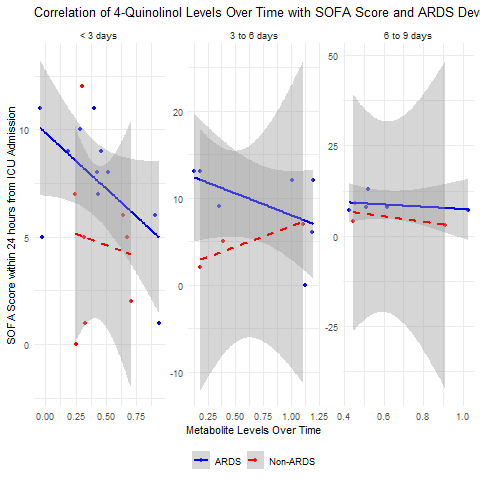 Correlation of 4-Quinolinol Levels Over Time with SOFA Score and ARDS Dev
< 3 days
3 to 6 days
6 to 9 days
SOFA Score within 24 hours from ICU Admission
10
5
0
20
10
0
-10
50
25
0
-25
0.00 0.25 0.50 0.75
0.25 0.50 0.75 1.00 1.25
0.4 0.6 0.8 1.0
Metabolite Levels Over Time
ARDS Non-ARDS